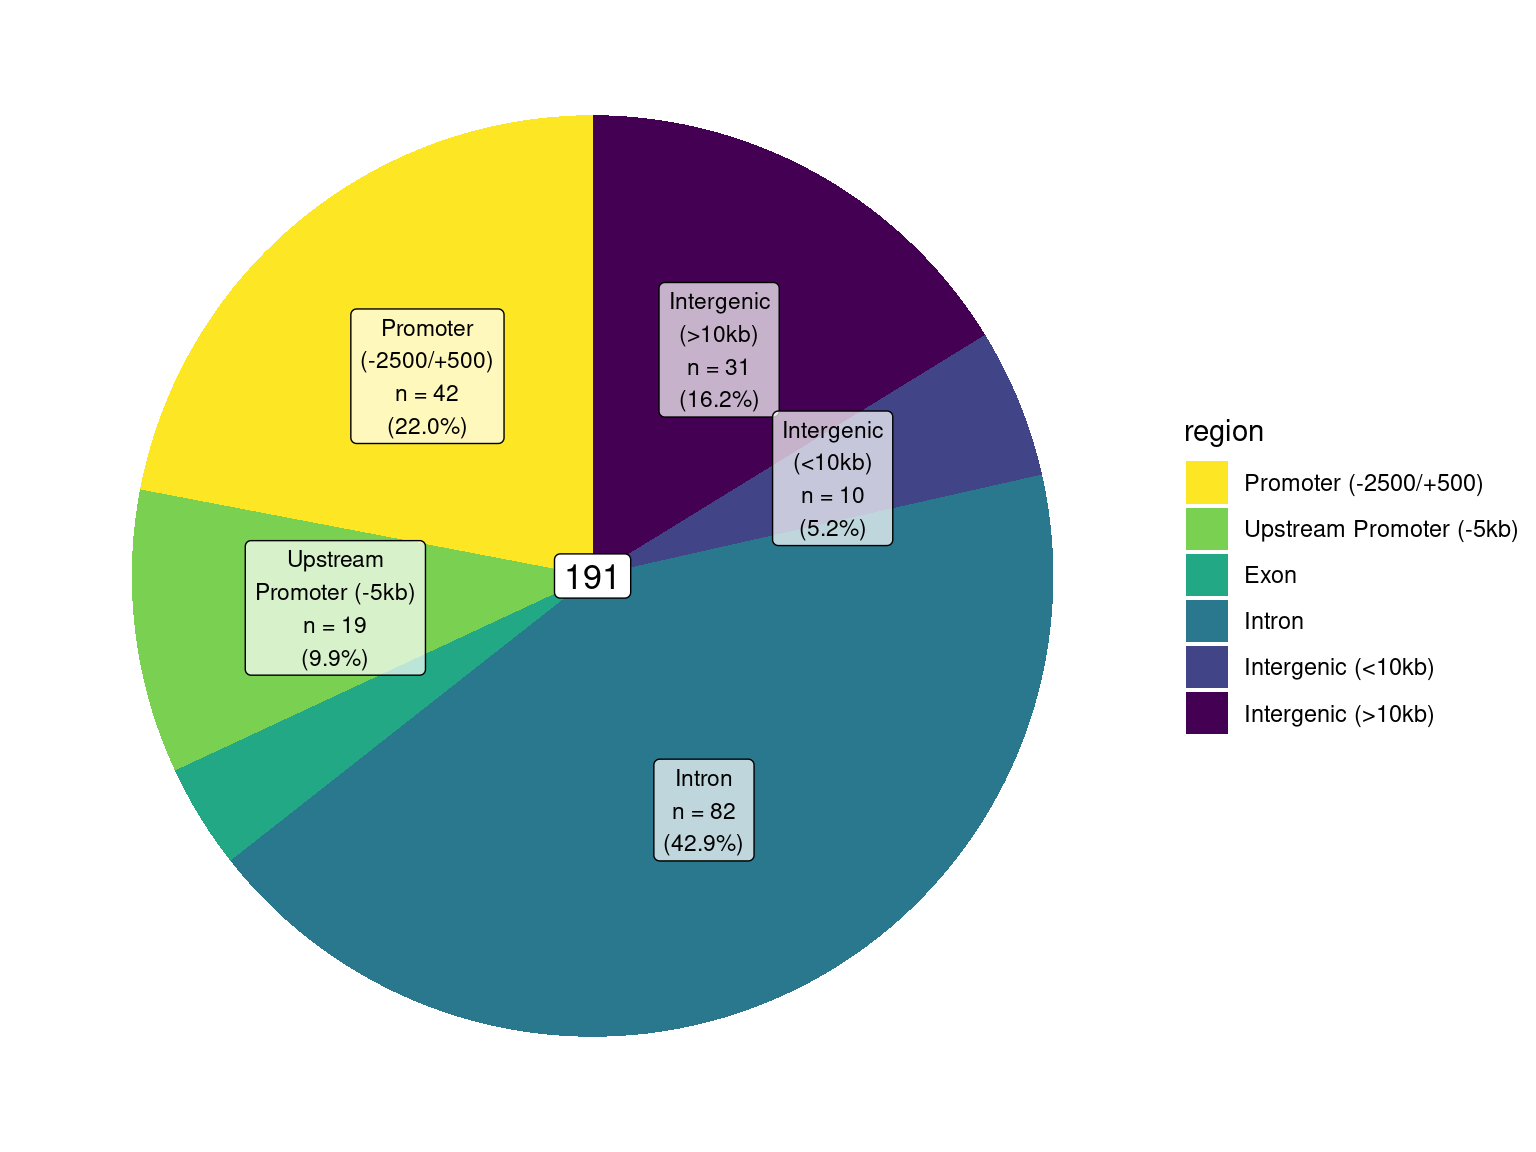 Intergenic
(>10kb)
n = 31
(16.2%)
Promoter
(-2500/+500)
n = 42
(22.0%)
Intergenic
(<10kb)
n = 10
(5.2%)
Upstream
Promoter (-5kb)
n = 19
(9.9%)
191
Intron
n = 82
(42.9%)
region
Promoter (-2500/+500)
Upstream Promoter (-5kb)
Exon
Intron
Intergenic (<10kb)
Intergenic (>10kb)